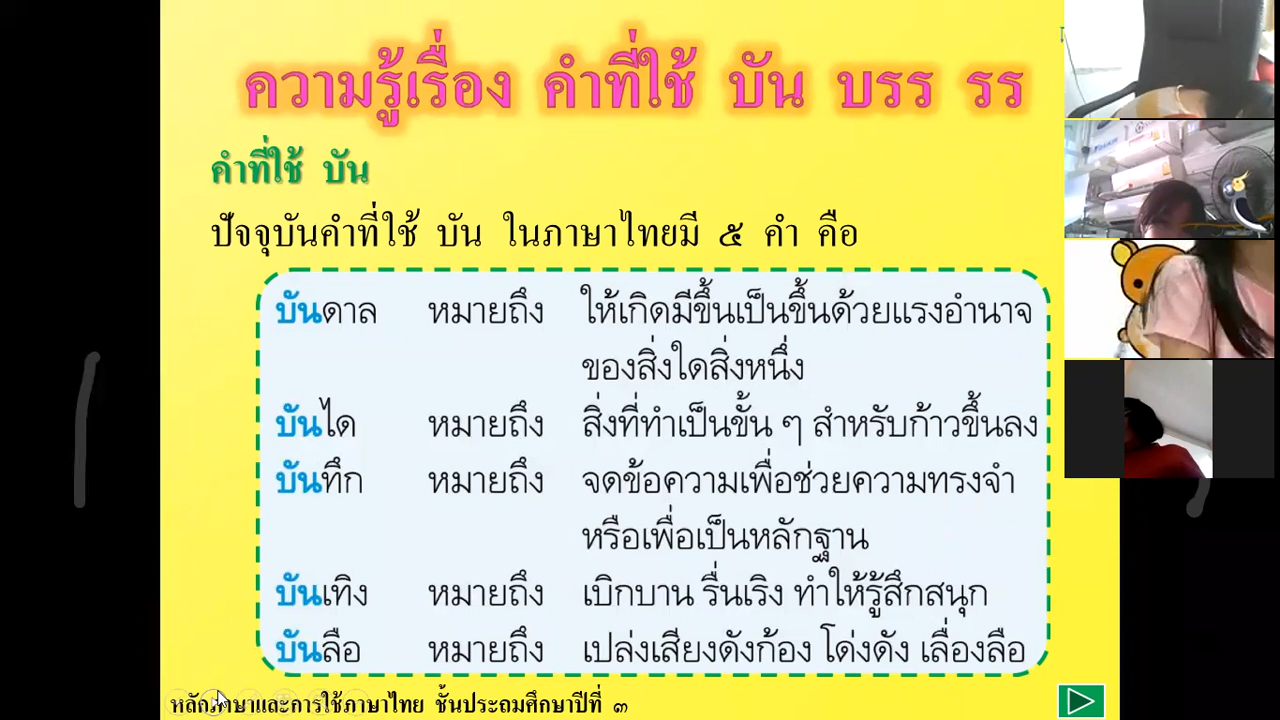 ความรู้เรื่อง คำที่ใช้ บัน บรร รร
คำที่ใช้ บัน
ปัจจุบันคำที่ใช้ บัน ในภาษาไทยมี ๕ คำ คือ
บันดาล หมายถึง ให้เกิดมีขึ้นเป็นขึ้นด้วยแรงอำนาจ
ของสิ่งใดสิ่งหนึ่ง
บันได หมายถึง สิ่งที่ทำเป็นขั้น ๆ สำหรับก้าวขึ้นลง
บันทึก หมายถึง จดข้อความเพื่อช่วยความทรงจำ
หรือเพื่อเป็นหลักฐาน
บันเทิง หมายถึง เบิกบาน รื่นเริง ทำให้รู้สึกสนุก
บันลือ หมายถึง เปล่งเสียงดังก้อง โด่งดัง เลื่องลือ
หลักภาษาและการใช้ภาษาไทย ชั้นประถมศึกษาปีที่ ๓